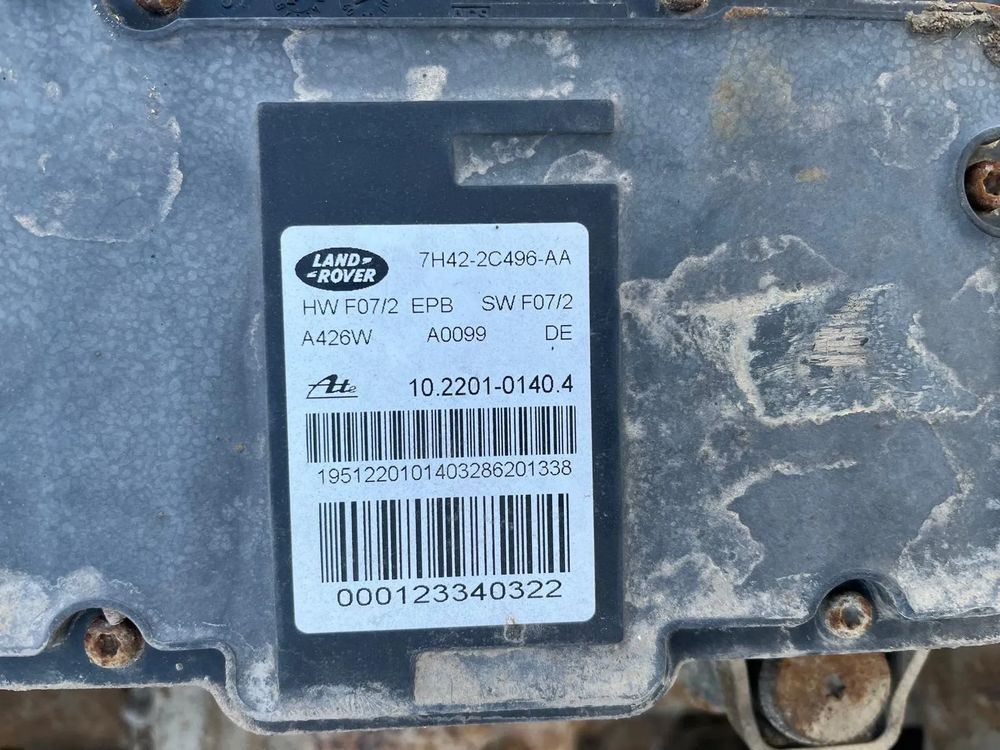 LAND-
-ROVER
7H42-2C496-AA
HW F07/2 EPB SW F07/2
A426W A0099 DE
Ate 10.2201-0140.4
1951220101403286201338
000123340322